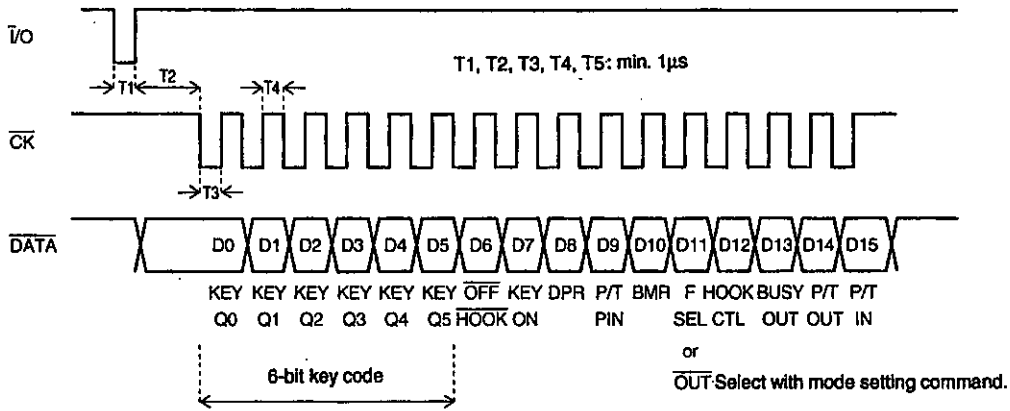 I/O
T1, T2, T3, T4, T5: min. 1μs
T1 T2 T4
CK
T3
DATA
D0 D1 D2 D3 D4 D5 D6 D7 D8 D9 D10 D11 D12 D13 D14 D15
KEY KEY KEY KEY KEY KEY OFF KEY DPR P/T BMR F HOOK BUSY P/T P/T
Q0 Q1 Q2 Q3 Q4 Q5 HOOK ON PIN SEL CTL OUT OUT IN
or
6-bit key code
OUT Select with mode setting command.